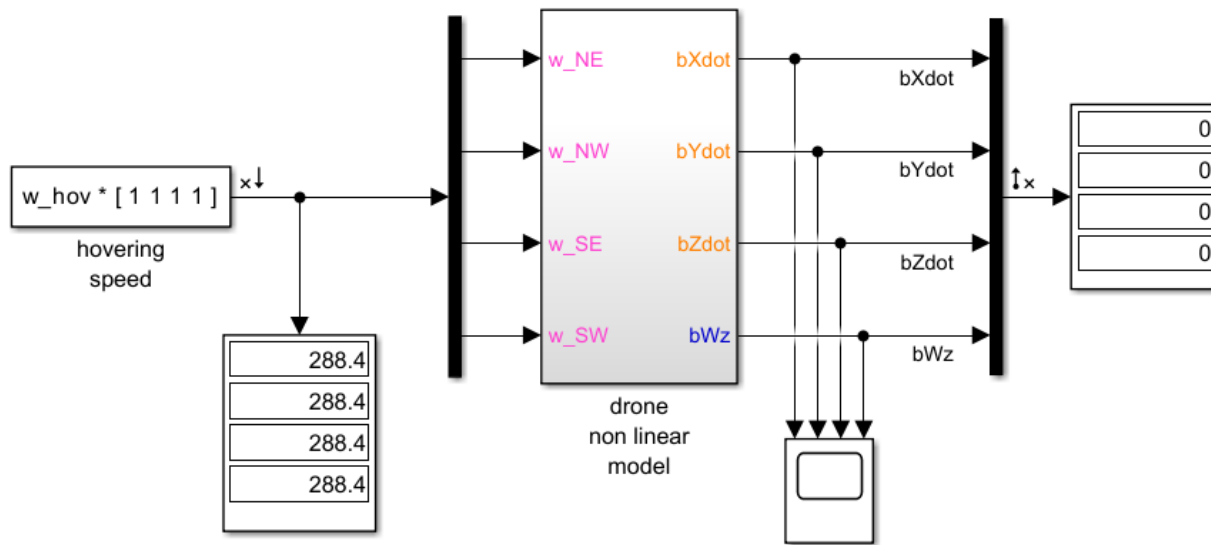 w_NE
bXdot
bXdot
0
w_NW
bYdot
bYdot
0
w_hov * [ 1 1 1 1 ]
hovering
speed
0
w_SE
bZdot
bZdot
0
w_SW
bWz
bWz
288.4
288.4
288.4
288.4
drone
non linear
model